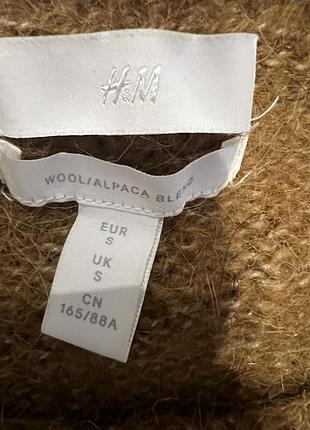 H&M
WOOL/ALPACA BLEND
EUR
S
UK
S
CN
165/88A